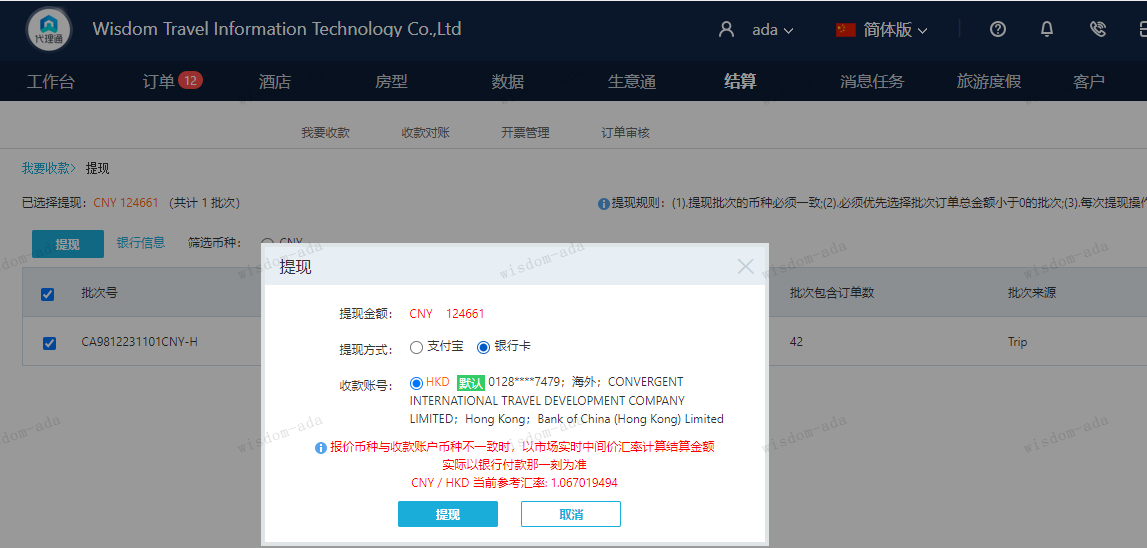 代理通
Wisdom Travel Information Technology Co.,Ltd
ada
简体版
工作台
订单 12
酒店
房型
数据
生意通
结算
消息任务
旅游度假
客户
我要收款
收款对账
开票管理
订单审核
我要收款> 提现
已选择提现：CNY 124661 (共计 1 批次)
提现规则：(1).提现批次的币种必须一致;(2).必须优先选择批次订单总金额小于0的批次;(3).每次提现操作
提现
银行信息
筛选币种：
CNY
批次号
批次包含订单数
批次来源
CA9812231101CNY-H
42
Trip
提现
提现金额：CNY 124661
提现方式：支付宝 银行卡
收款账号：HKD 默认 0128****7479；海外；CONVERGENT
INTERNATIONAL TRAVEL DEVELOPMENT COMPANY
LIMITED；Hong Kong；Bank of China (Hong Kong) Limited
报价币种与收款账户币种不一致时，以市场实时中间价汇率计算结算金额
实际以银行付款那一刻为准
CNY / HKD 当前参考汇率: 1.067019494
提现
取消
wisdom-ada
wisdom-ada
wisdom-ada
wisdom-ada
wisdom-ada
wisdom-ada
wisdom-ada